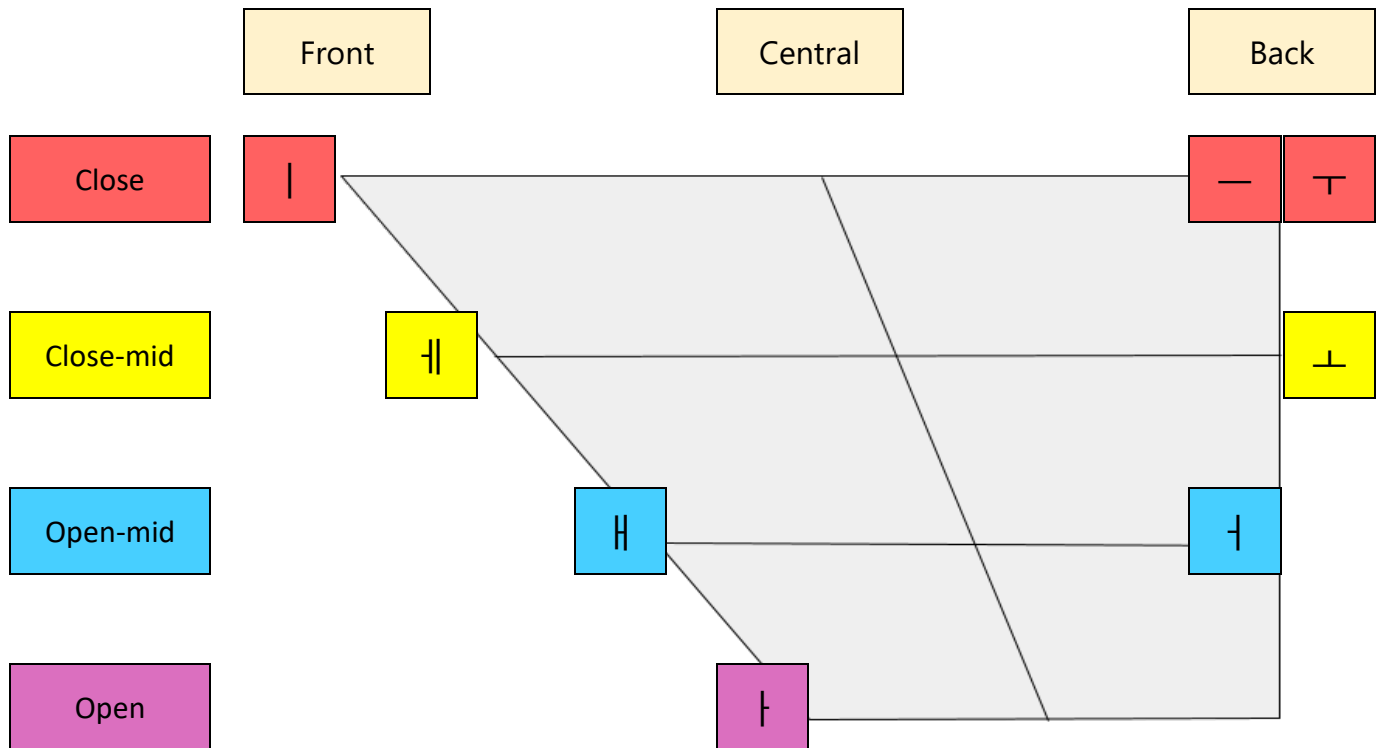 Front Central Back
Close ㅣ ㅡ ㅜ
Close-mid ㅔ ㅗ
Open-mid ㅐ ㅓ
Open ㅏ